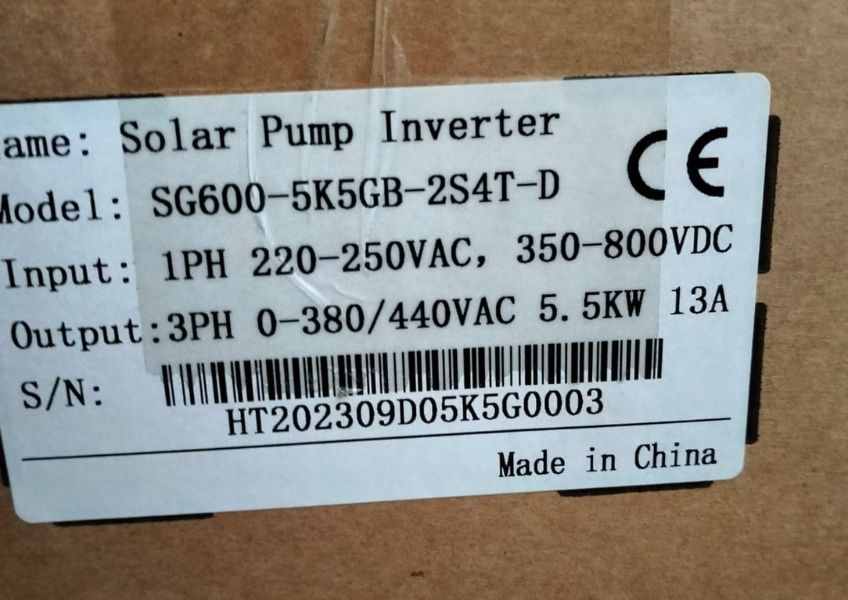 ame: Solar Pump Inverter
CE
Model: SG600-5K5GB-2S4T-D
Input: 1PH 220-250VAC, 350-800VDC
Output:3PH 0-380/440VAC 5.5KW 13A
S/N:
HT202309D05K5G0003
Made in China